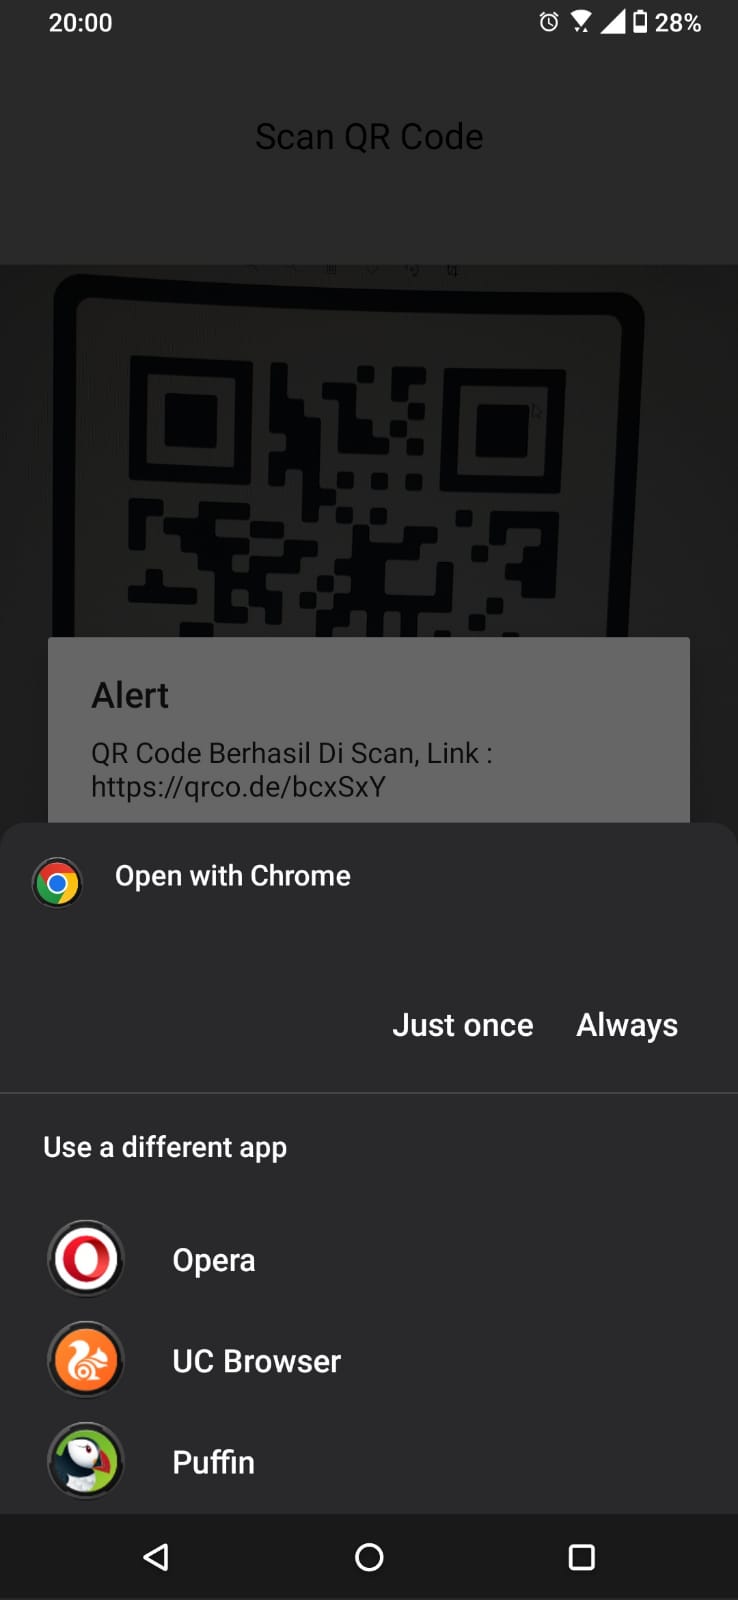 20:00
28%
Scan QR Code
Alert
QR Code Berhasil Di Scan, Link :
https://qrco.de/bcxSxY
Open with Chrome
Just once
Always
Use a different app
Opera
UC Browser
Puffin